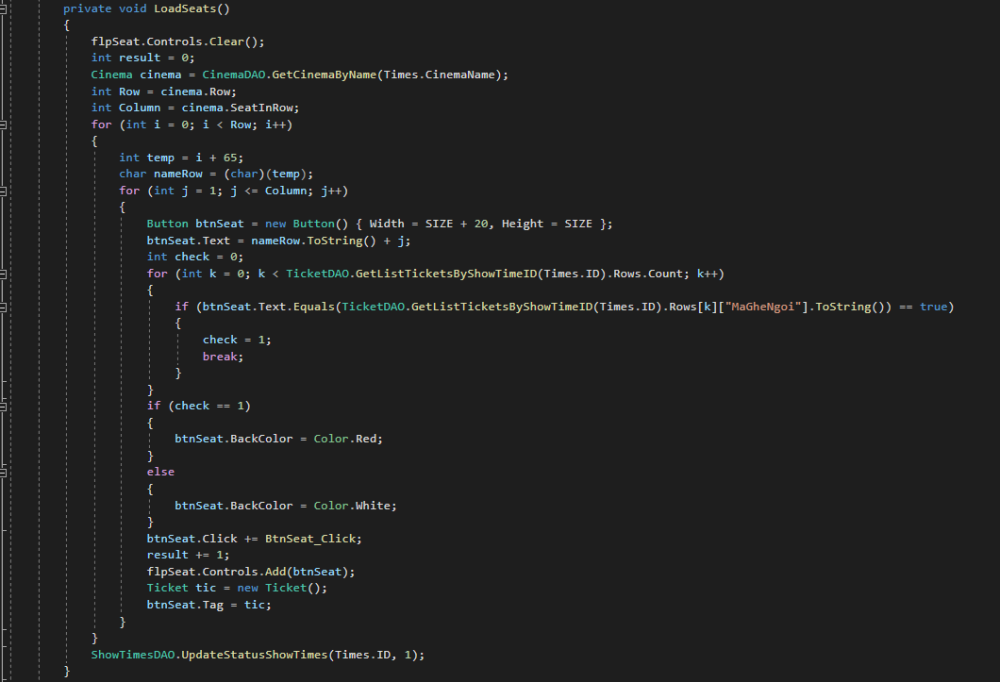 private void LoadSeats()
{
flpSeat.Controls.Clear();
int result = 0;
Cinema cinema = CinemaDAO.GetCinemaByName(Times.CinemaName);
int Row = cinema.Row;
int Column = cinema.SeatInRow;
for (int i = 0; i < Row; i++)
{
int temp = i + 65;
char nameRow = (char)(temp);
for (int j = 1; j <= Column; j++)
{
Button btnSeat = new Button() { Width = SIZE + 20, Height = SIZE };
btnSeat.Text = nameRow.ToString() + j;
int check = 0;
for (int k = 0; k < TicketDAO.GetListTicketsByShowTimeID(Times.ID).Rows.Count; k++)
{
if (btnSeat.Text.Equals(TicketDAO.GetListTicketsByShowTimeID(Times.ID).Rows[k]["MaGheNgoi"].ToString()) == true)
{
check = 1;
break;
}
}
if (check == 1)
{
btnSeat.BackColor = Color.Red;
}
else
{
btnSeat.BackColor = Color.White;
}
btnSeat.Click += BtnSeat_Click;
result += 1;
flpSeat.Controls.Add(btnSeat);
Ticket tic = new Ticket();
btnSeat.Tag = tic;
}
}
ShowTimesDAO.UpdateStatusShowTimes(Times.ID, 1);
}